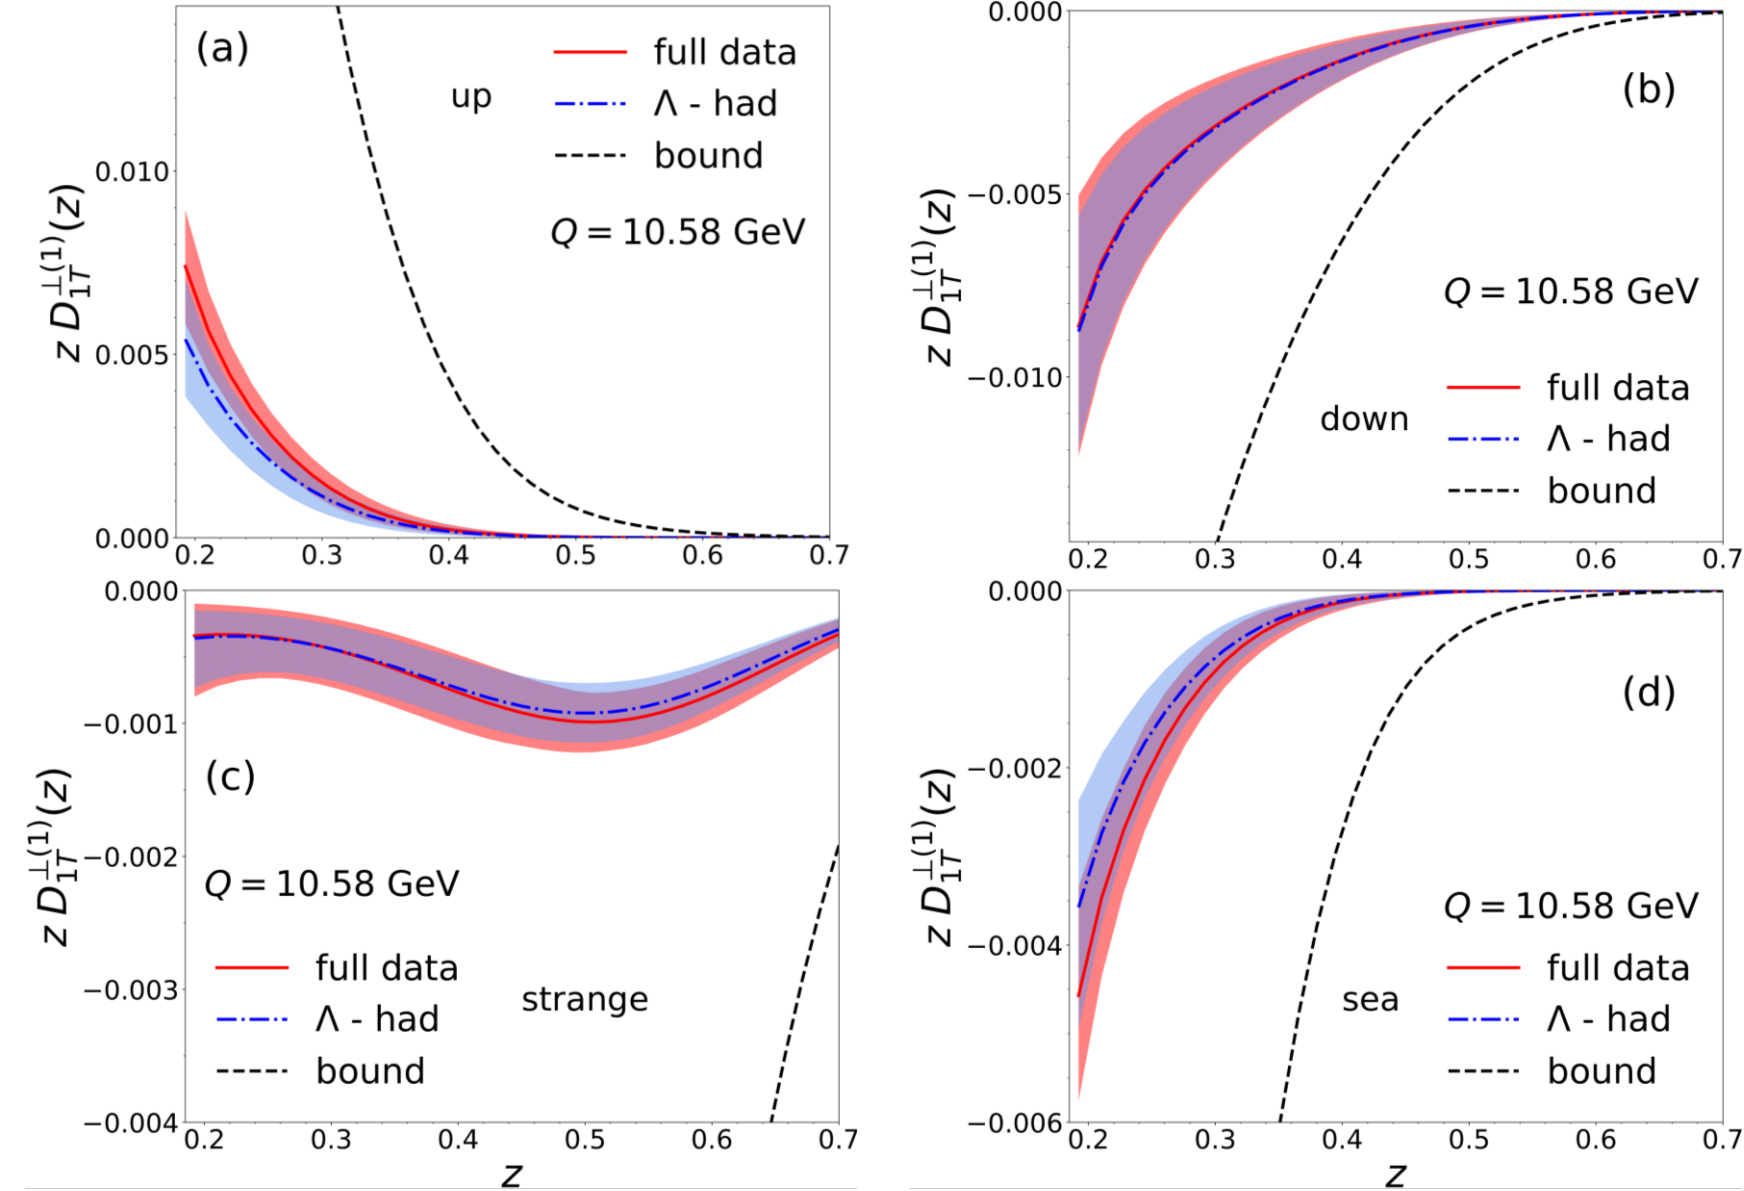 (a)
up
full data
Λ - had
bound
Q = 10.58 GeV
z D_{1T}^{⊥(1)}(z)
0.010
0.005
0.000
0.2 0.3 0.4 0.5 0.6 0.7
(b)
0.000
−0.005
−0.010
z D_{1T}^{⊥(1)}(z)
Q = 10.58 GeV
down
full data
Λ - had
bound
0.2 0.3 0.4 0.5 0.6 0.7
0.000
−0.001
−0.002
−0.003
−0.004
z D_{1T}^{⊥(1)}(z)
(c)
Q = 10.58 GeV
full data
Λ - had
bound
strange
0.2 0.3 0.4 0.5 0.6 0.7
z
0.000
−0.002
−0.004
−0.006
z D_{1T}^{⊥(1)}(z)
(d)
Q = 10.58 GeV
sea
full data
Λ - had
bound
0.2 0.3 0.4 0.5 0.6 0.7
z